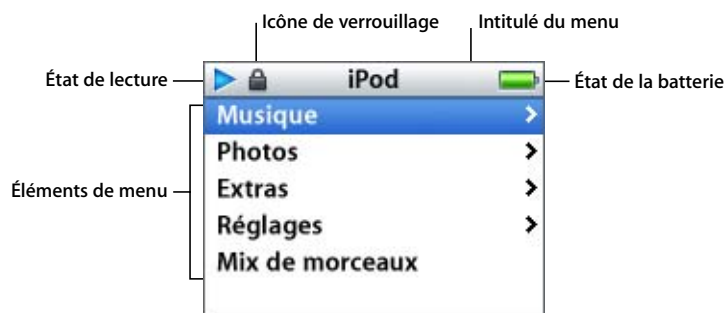 Icône de verrouillage
Intitulé du menu
État de lecture
iPod
État de la batterie
Musique
Photos
Éléments de menu
Extras
Réglages
Mix de morceaux